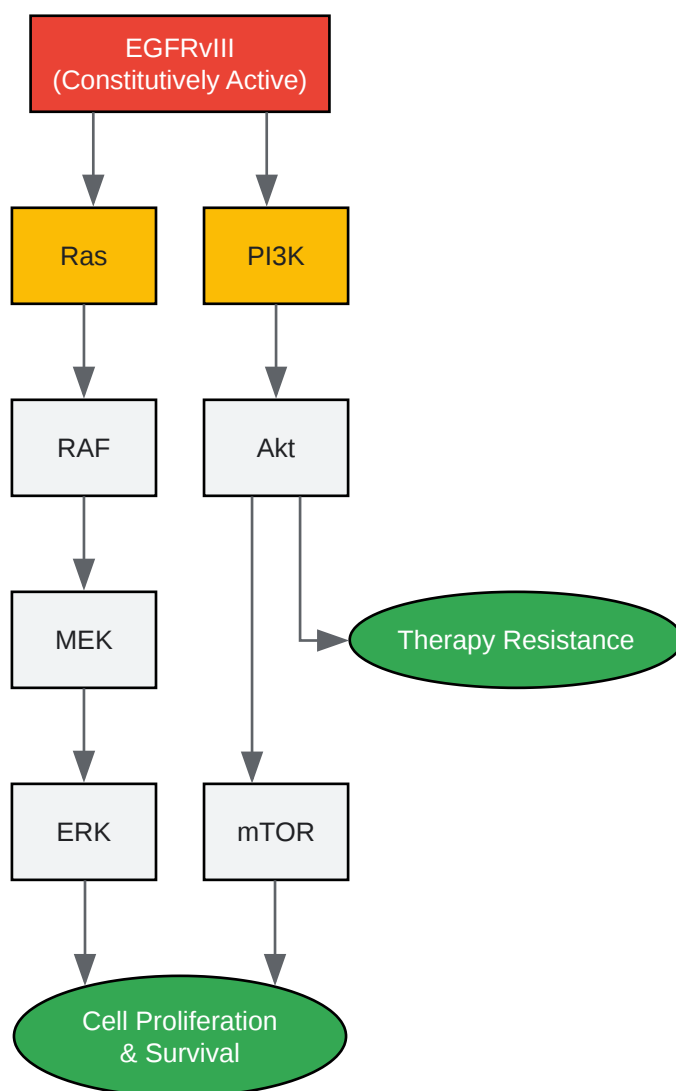 EGFRvIII
(Constitutively Active)
Ras
PI3K
RAF
Akt
MEK
Therapy Resistance
ERK
mTOR
Cell Proliferation
& Survival